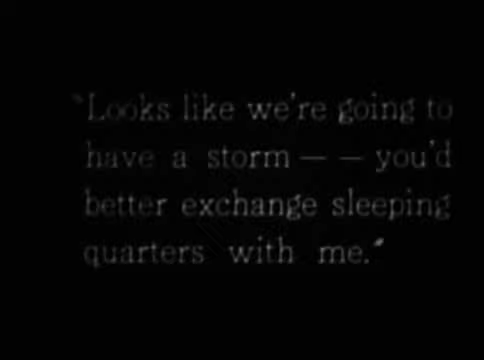 "Looks like we're going to
have a storm — — you'd
better exchange sleeping
quarters with me."